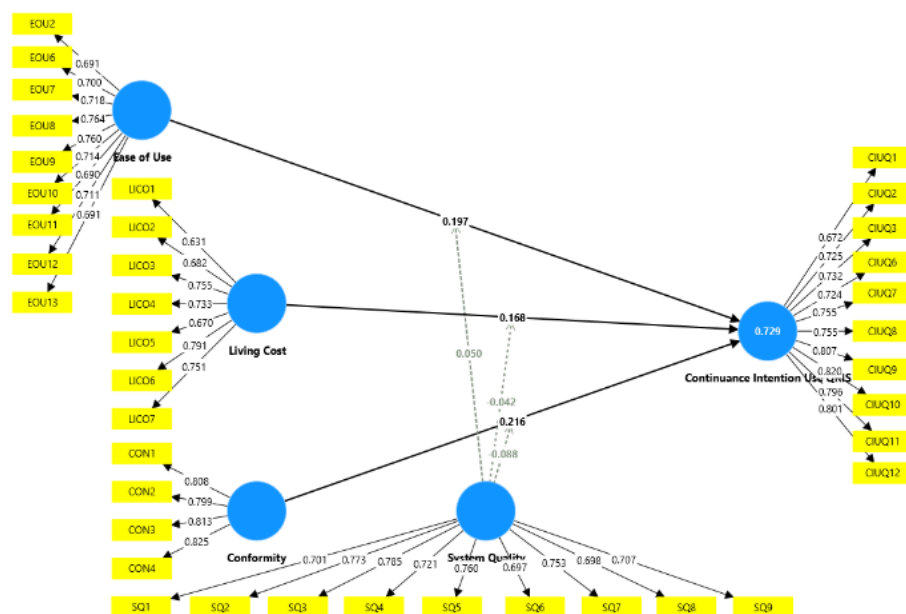 EOU2
EOU6
EOU7
EOU8
EOU9
EOU10
EOU11
EOU12
EOU13
0.691
0.700
0.718
0.764
0.760
0.714
0.690
0.711
0.691
Ease of Use
LICO1
LICO2
LICO3
LICO4
LICO5
LICO6
LICO7
0.631
0.682
0.755
0.733
0.670
0.791
0.751
Living Cost
CON1
CON2
CON3
CON4
0.808
0.799
0.813
0.825
Conformity
0.197
0.168
0.216
0.050
-0.042
-0.088
System Quality
0.701
0.773
0.785
0.721
0.760
0.697
0.753
0.698
0.707
SQ1
SQ2
SQ3
SQ4
SQ5
SQ6
SQ7
SQ8
SQ9
0.729
Continuance Intention Use QMS
0.672
0.725
0.732
0.724
0.755
0.755
0.807
0.820
0.796
0.801
CIUQ1
CIUQ2
CIUQ3
CIUQ6
CIUQ7
CIUQ8
CIUQ9
CIUQ10
CIUQ11
CIUQ12